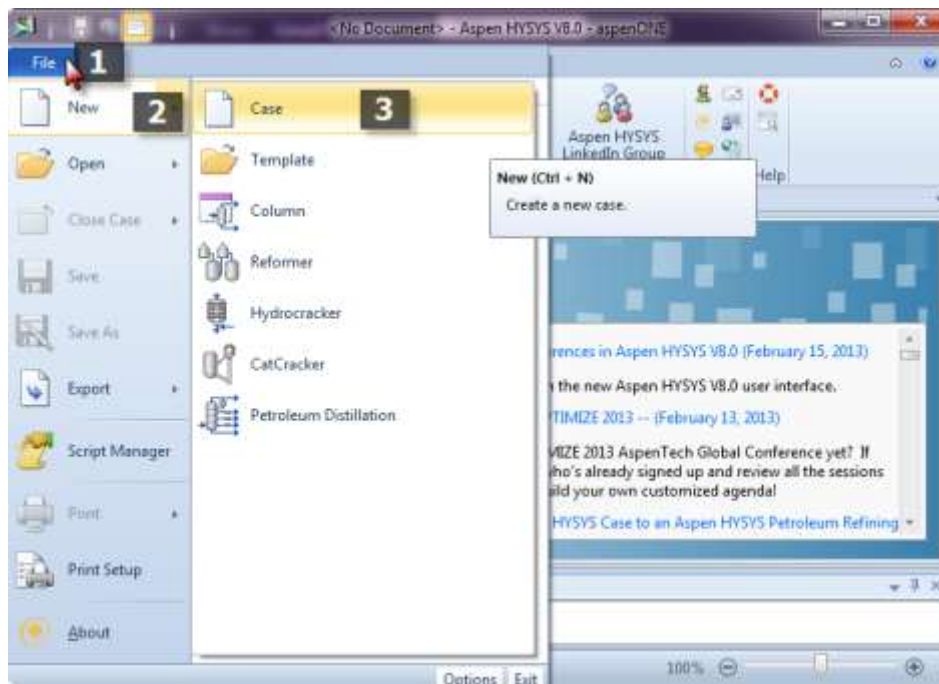 <No Document> - Aspen HYSYS V8.0 - aspenONE
File
1
New
2
Open
Close Case
Save
Save As
Export
Script Manager
Print
Print Setup
About
Case
3
Template
Column
Reformer
Hydrocracker
CatCracker
Petroleum Distillation
Options
Exit
Aspen HYSYS
LinkedIn Group
Help
New (Ctrl + N)
Create a new case.
rences in Aspen HYSYS V8.0 (February 15, 2013)
the new Aspen HYSYS V8.0 user interface.
TIMIZE 2013 -- (February 13, 2013)
MIZE 2013 AspenTech Global Conference yet? If
ho's already signed up and review all the sessions
ild your own customized agenda!
HYSYS Case to an Aspen HYSYS Petroleum Refining
100%